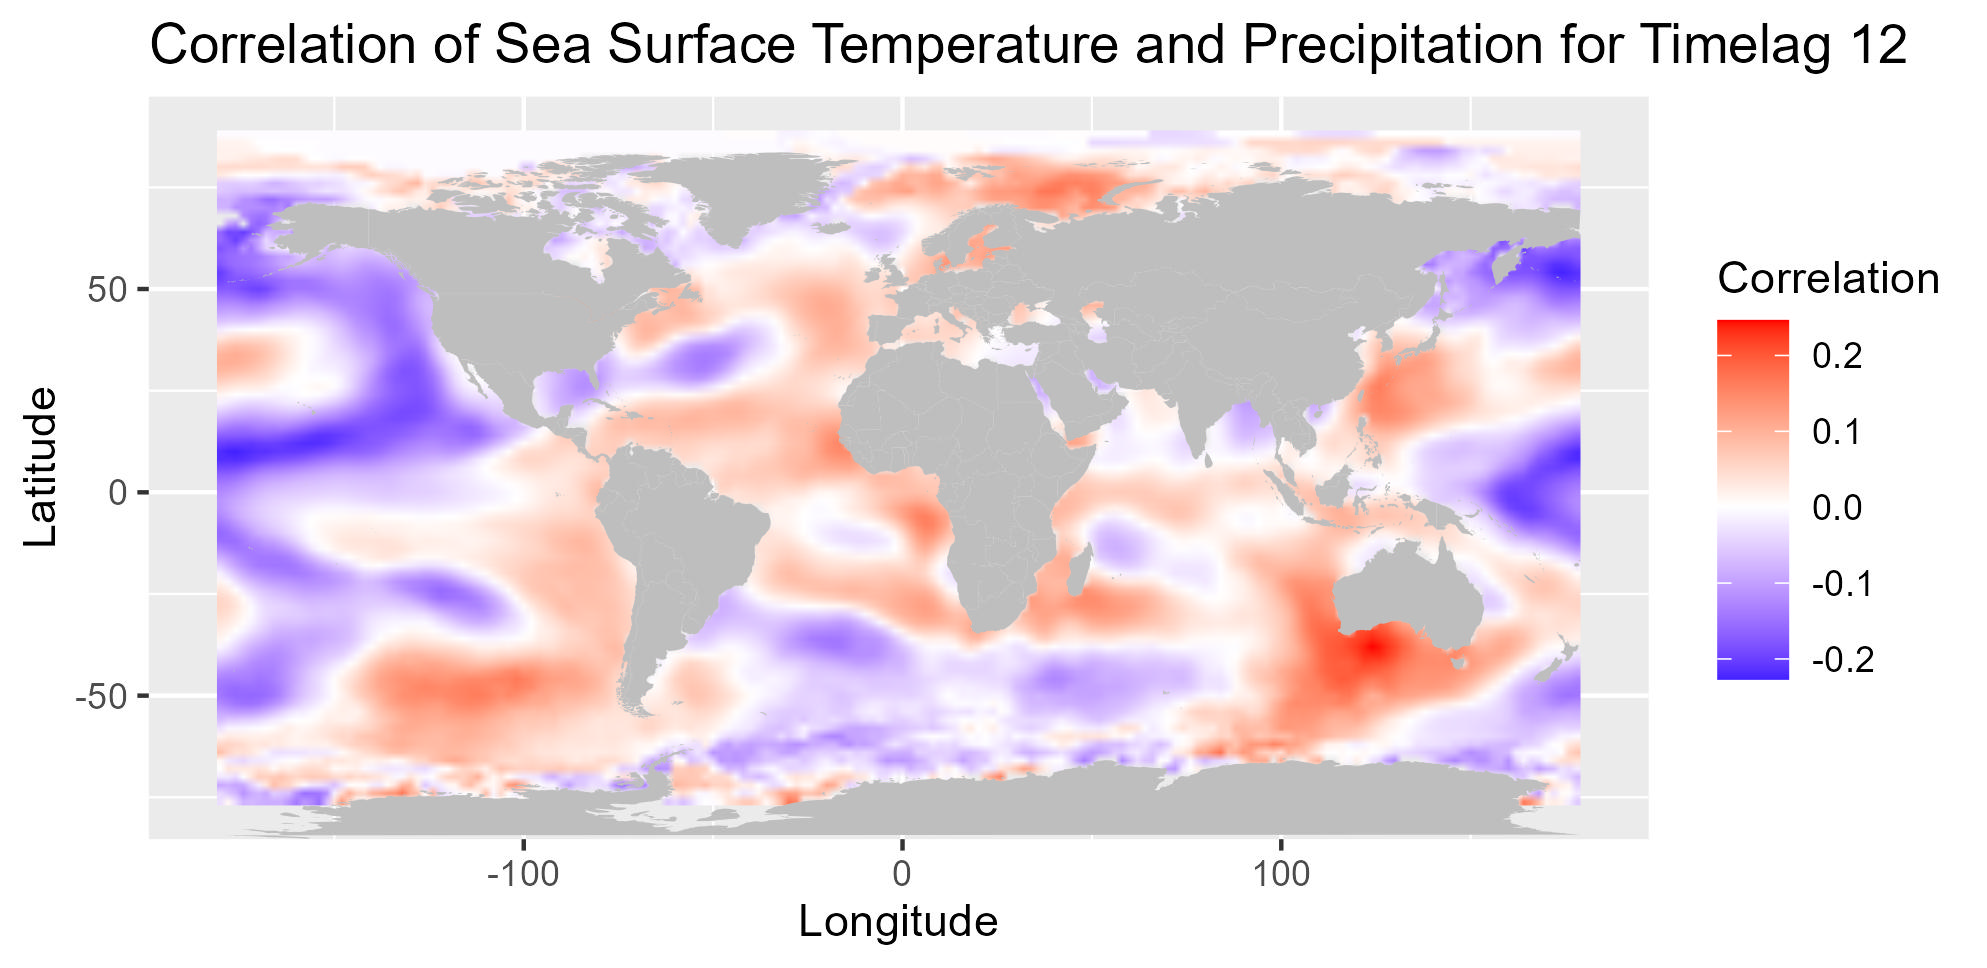 Correlation of Sea Surface Temperature and Precipitation for Timelag 12
Latitude
50
0
-50
-100
0
100
Longitude
Correlation
0.2
0.1
0.0
-0.1
-0.2